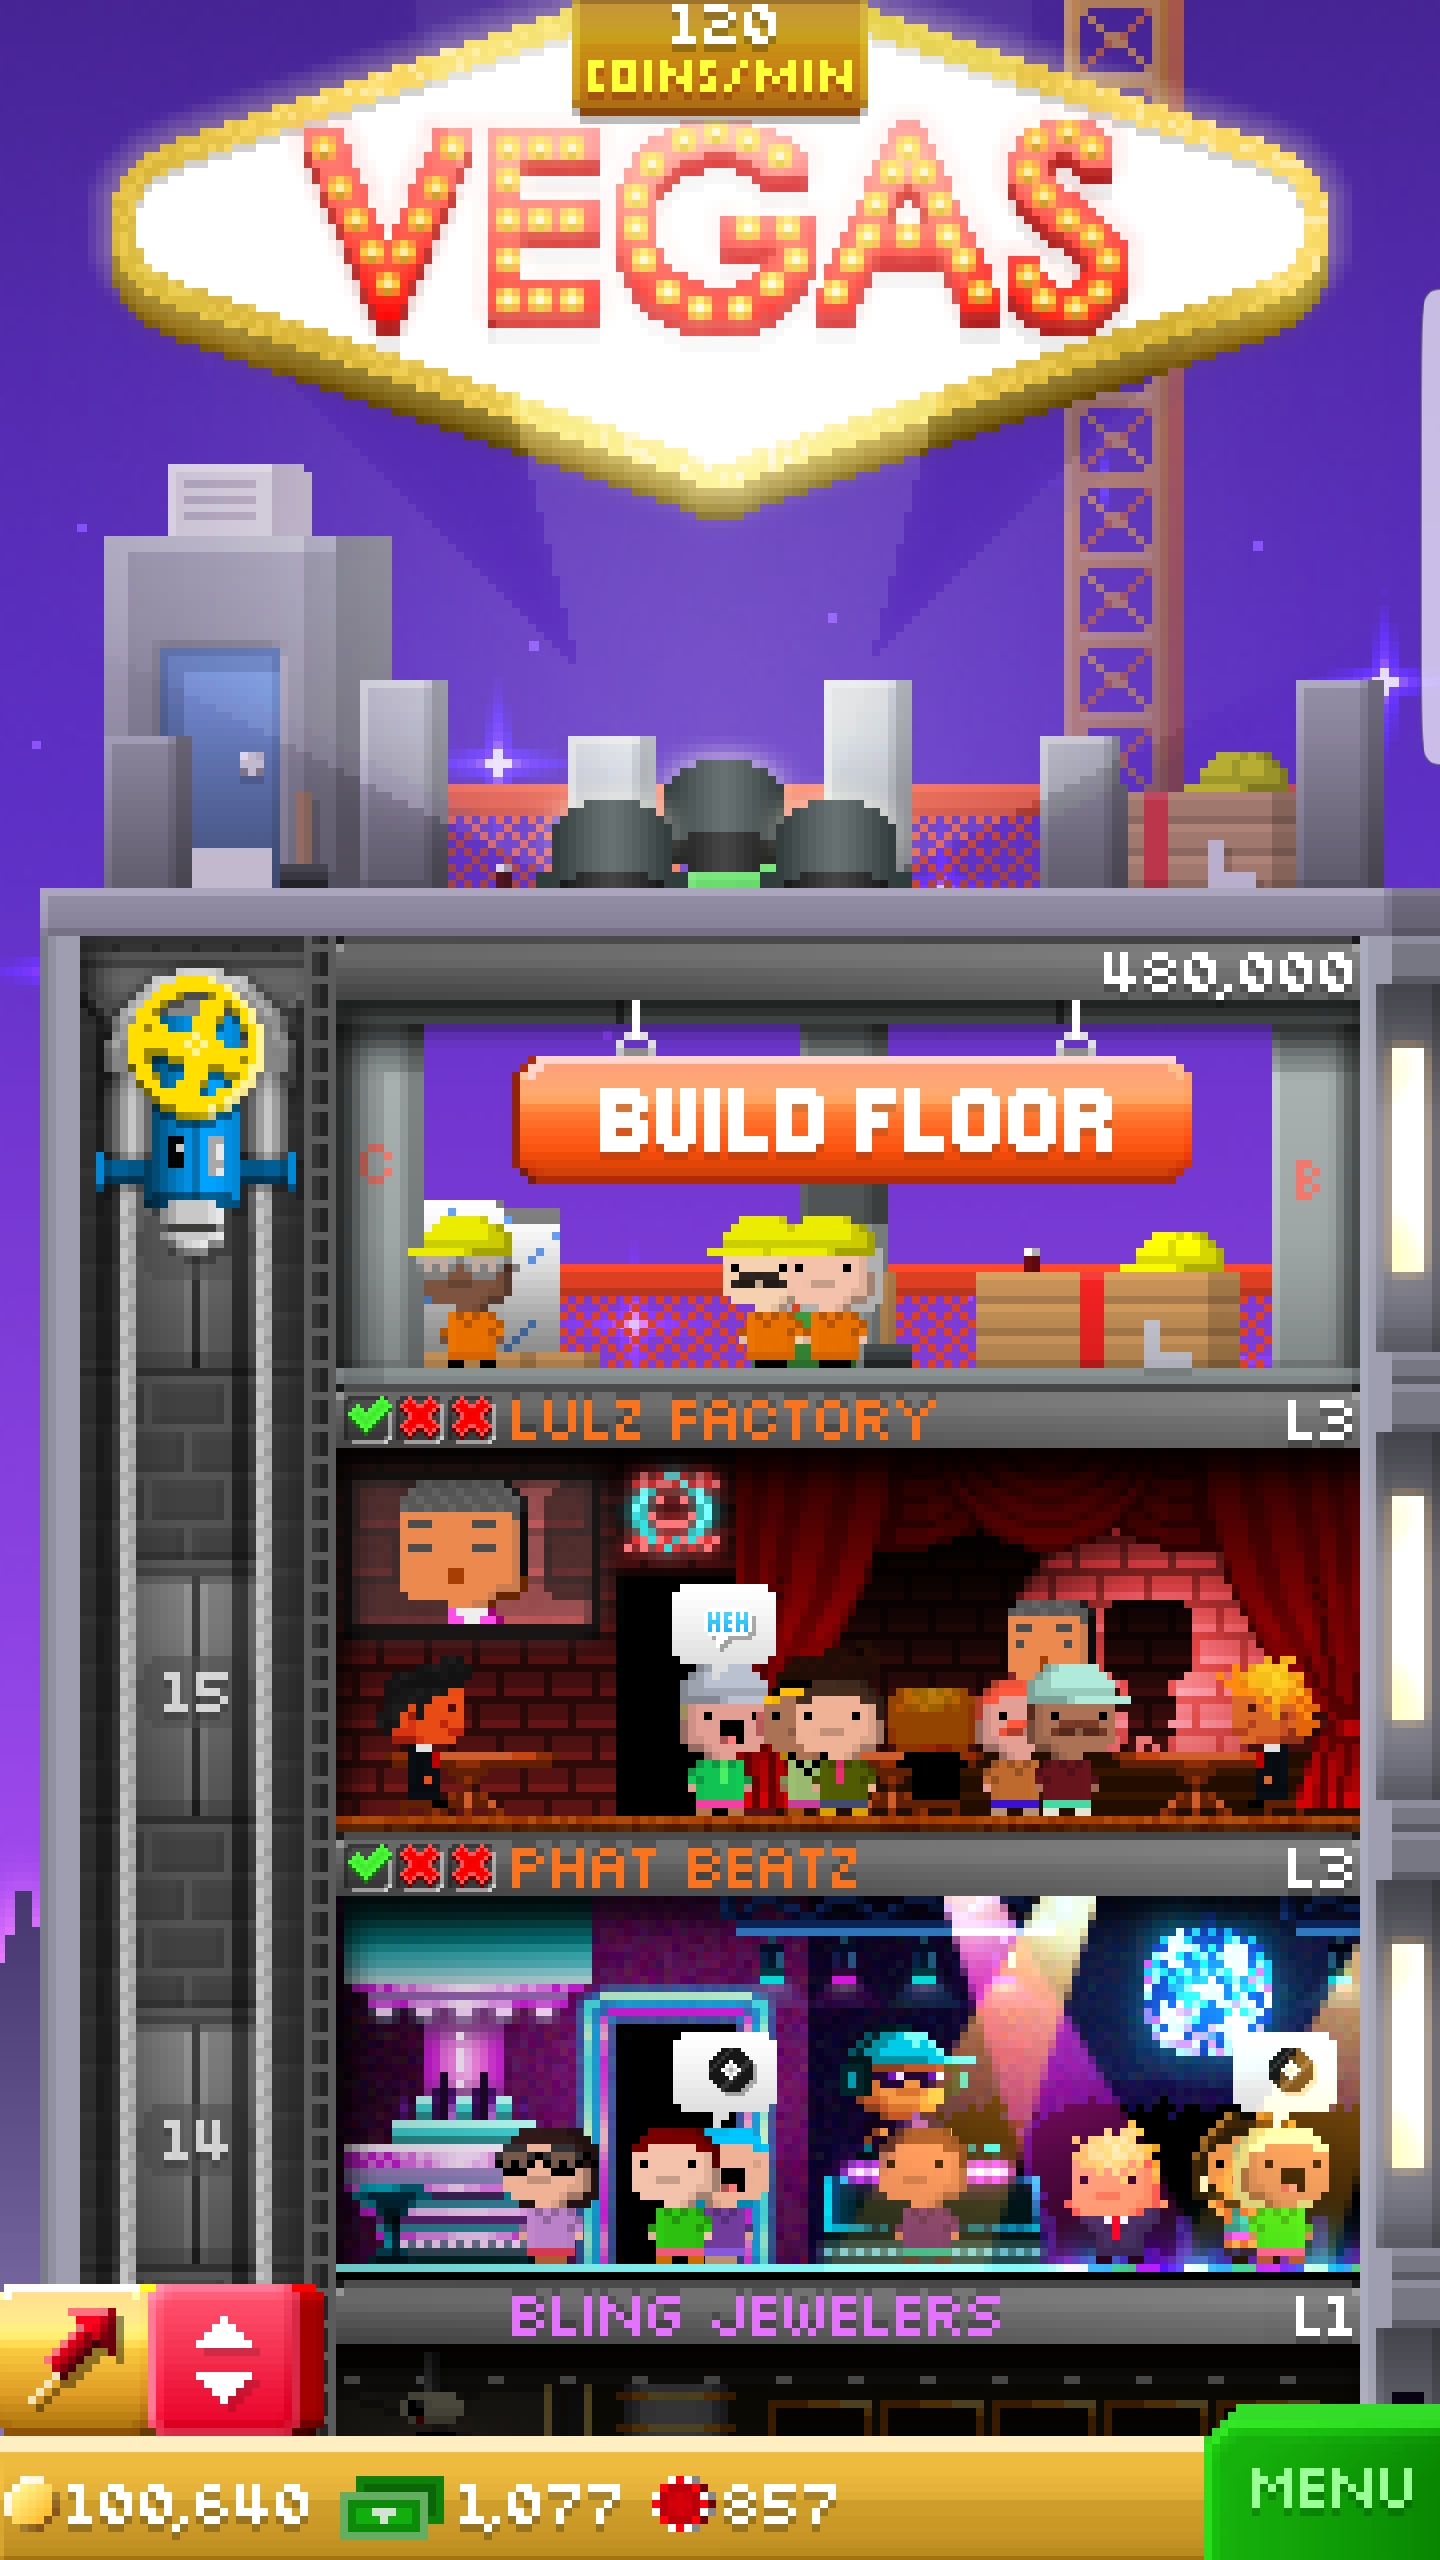 120
COINS/MIN
VEGAS
480,000
BUILD FLOOR
C
B
LULZ FACTORY L3
HEH
15
PHAT BEATZ L3
14
BLING JEWELERS L1
100,640 1,077 857
MENU